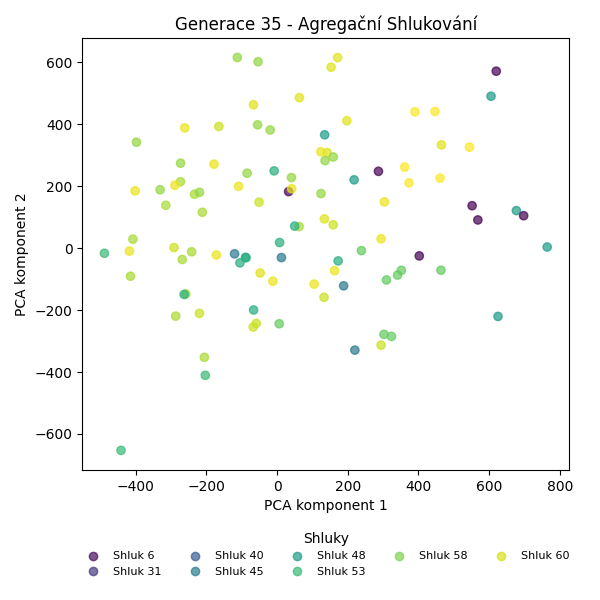 Generace 35 - Agregační Shlukování
PCA komponent 2
600
400
200
0
−200
−400
−600
−400
−200
0
200
400
600
800
PCA komponent 1
Shluky
Shluk 6
Shluk 40
Shluk 48
Shluk 58
Shluk 60
Shluk 31
Shluk 45
Shluk 53